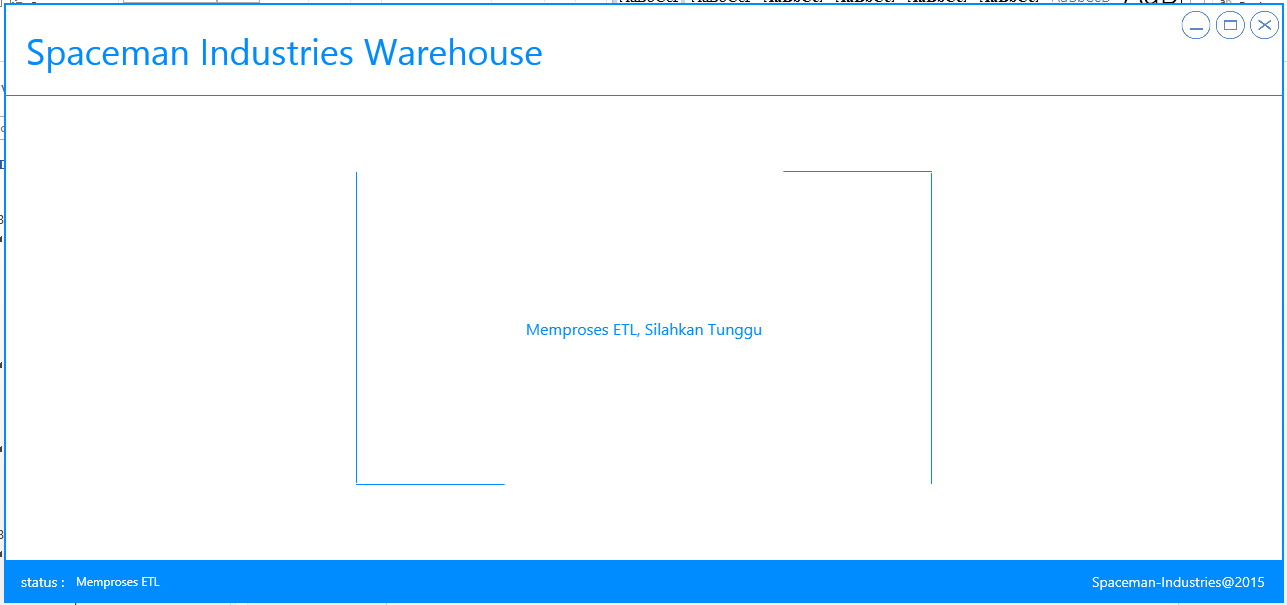 Spaceman Industries Warehouse
Memproses ETL, Silahkan Tunggu
status : Memproses ETL
Spaceman-Industries@2015